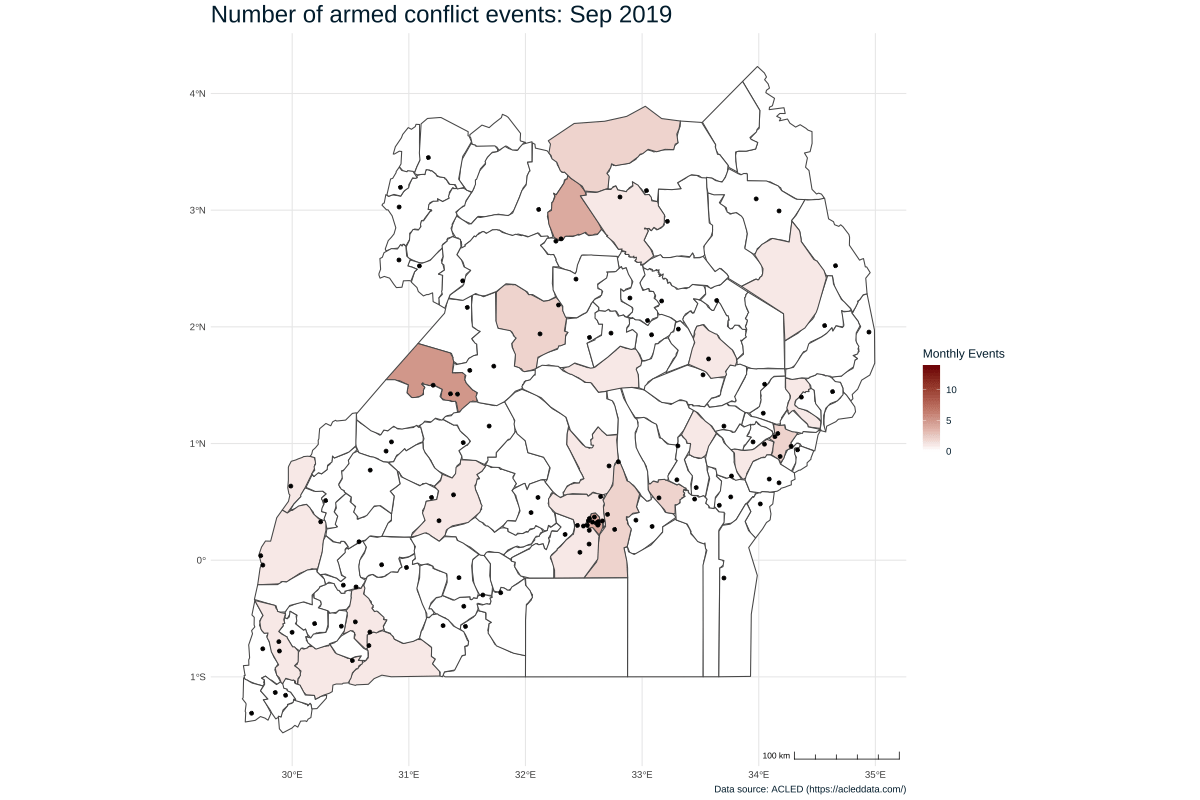 Number of armed conflict events: Sep 2019
4°N
3°N
2°N
1°N
0°
1°S
30°E
31°E
32°E
33°E
34°E
35°E
Monthly Events
10
5
0
100 km
Data source: ACLED (https://acleddata.com/)